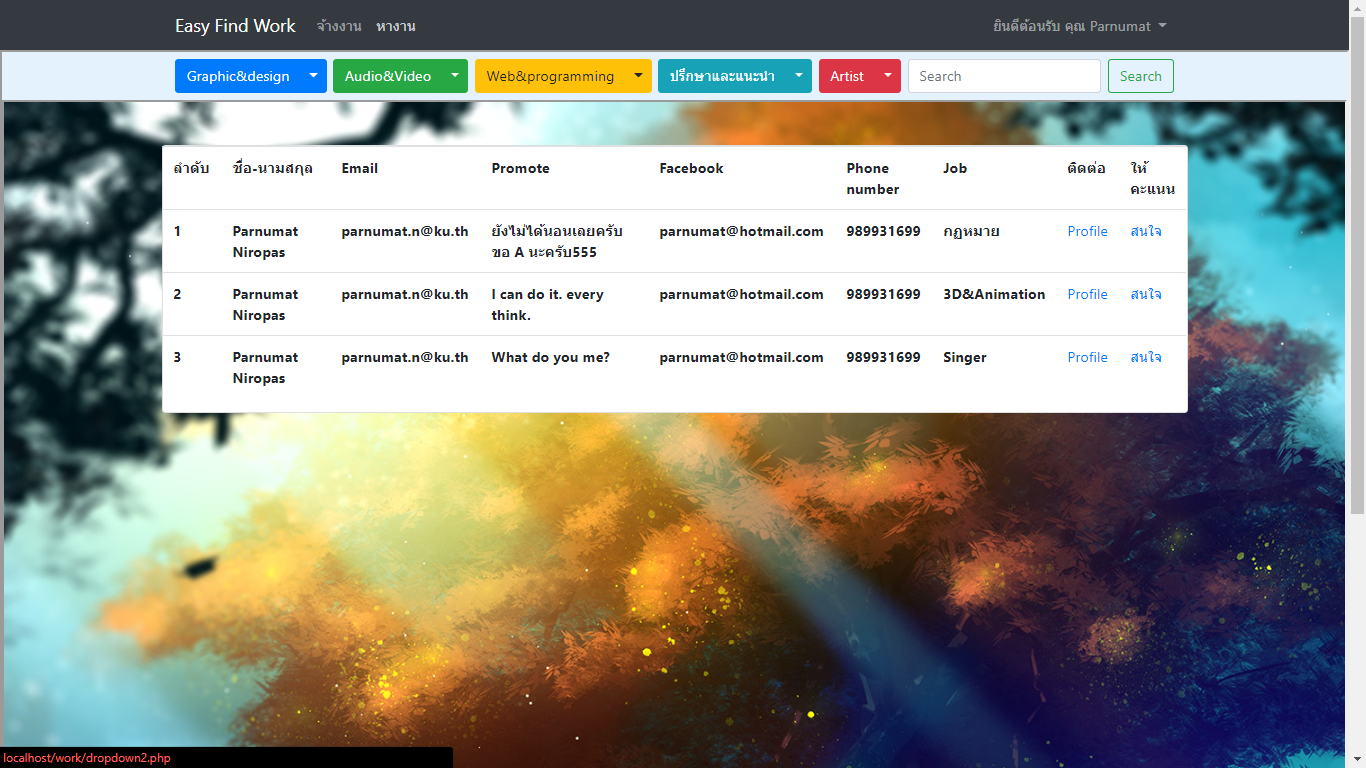 Easy Find Work จ้างงาน หางาน ยินดีต้อนรับ คุณ Parnumat
Graphic&design Audio&Video Web&programming ปรึกษาและแนะนำ Artist Search Search
ลำดับ ชื่อ-นามสกุล Email Promote Facebook Phone number Job ติดต่อ ให้คะแนน
1 Parnumat Niropas parnumat.n@ku.th ยังไม่ได้นอนเลยครับ ขอ A นะครับ555 parnumat@hotmail.com 989931699 กฏหมาย Profile สนใจ
2 Parnumat Niropas parnumat.n@ku.th I can do it. every think. parnumat@hotmail.com 989931699 3D&Animation Profile สนใจ
3 Parnumat Niropas parnumat.n@ku.th What do you me? parnumat@hotmail.com 989931699 Singer Profile สนใจ
localhost/work/dropdown2.php